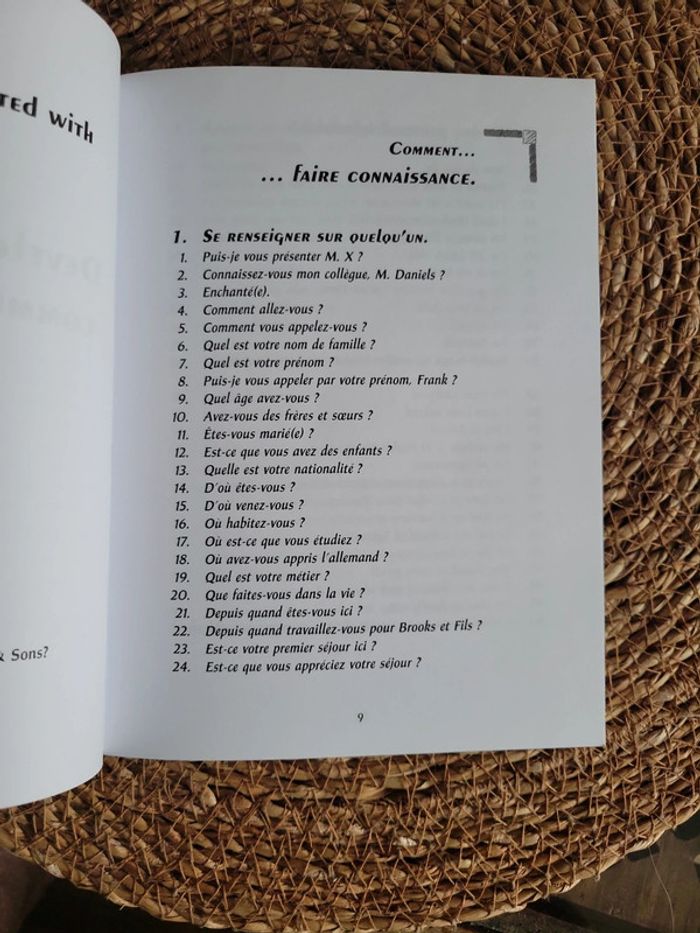 ted with
& Sons?
Comment...
... faire connaissance.
1. Se renseigner sur quelqu'un.
1. Puis-je vous présenter M. X ?
2. Connaissez-vous mon collègue, M. Daniels ?
3. Enchanté(e).
4. Comment allez-vous ?
5. Comment vous appelez-vous ?
6. Quel est votre nom de famille ?
7. Quel est votre prénom ?
8. Puis-je vous appeler par votre prénom, Frank ?
9. Quel âge avez-vous ?
10. Avez-vous des frères et sœurs ?
11. Êtes-vous marié(e) ?
12. Est-ce que vous avez des enfants ?
13. Quelle est votre nationalité ?
14. D'où êtes-vous ?
15. D'où venez-vous ?
16. Où habitez-vous ?
17. Où est-ce que vous étudiez ?
18. Où avez-vous appris l'allemand ?
19. Quel est votre métier ?
20. Que faites-vous dans la vie ?
21. Depuis quand êtes-vous ici ?
22. Depuis quand travaillez-vous pour Brooks et Fils ?
23. Est-ce votre premier séjour ici ?
24. Est-ce que vous appréciez votre séjour ?
9